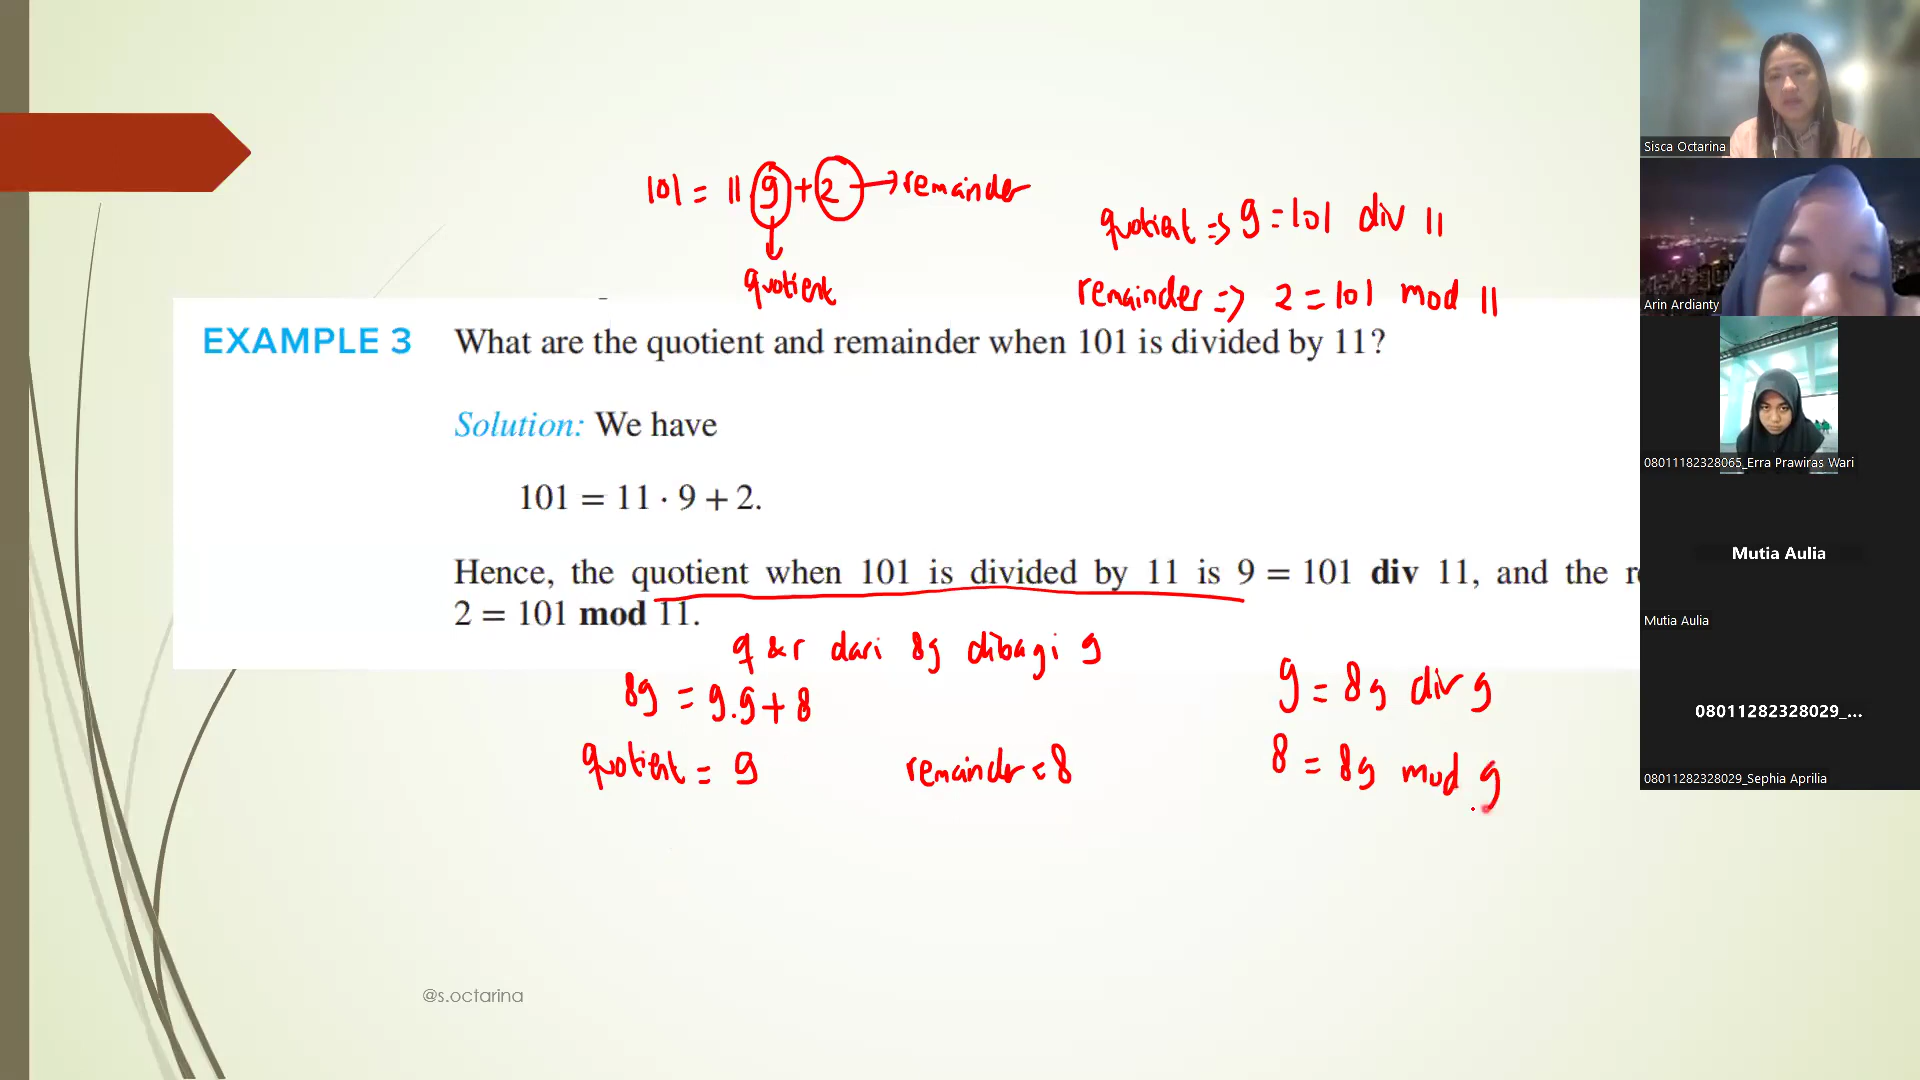 101 = 11 9 + 2 → remainder
quotient
quotient => 9 = 101 div 11
remainder => 2 = 101 mod 11
EXAMPLE 3 What are the quotient and remainder when 101 is divided by 11?
Solution: We have
101 = 11 · 9 + 2.
Hence, the quotient when 101 is divided by 11 is 9 = 101 div 11, and the
2 = 101 mod 11.
q & r dari 89 dibagi 9
89 = 9.9 + 8
quotient = 9 remainder = 8
9 = 89 div 9
8 = 89 mod 9
@s.octarina
Sisca Octarina
Arin Ardianty
08011182328065_Erra Prawiras Wari
Mutia Aulia
Mutia Aulia
08011282328029_...
08011282328029_Sephia Aprilia